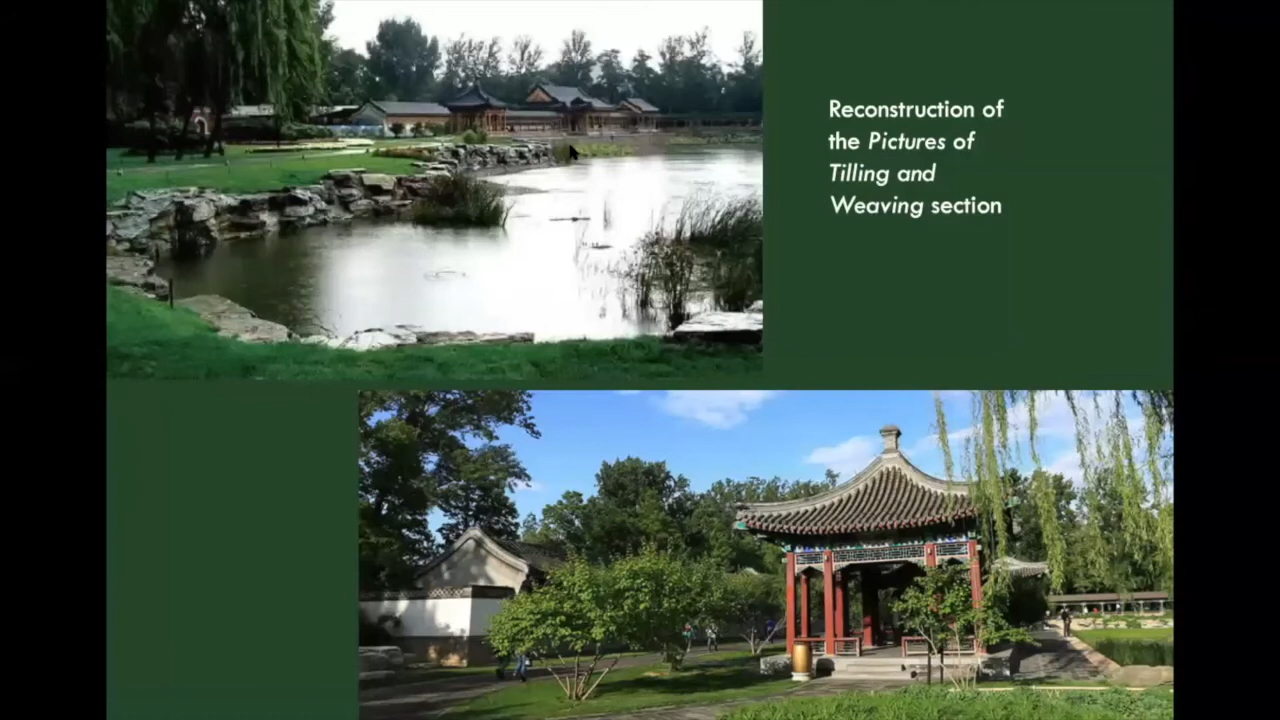 Reconstruction of
the Pictures of
Tilling and
Weaving section